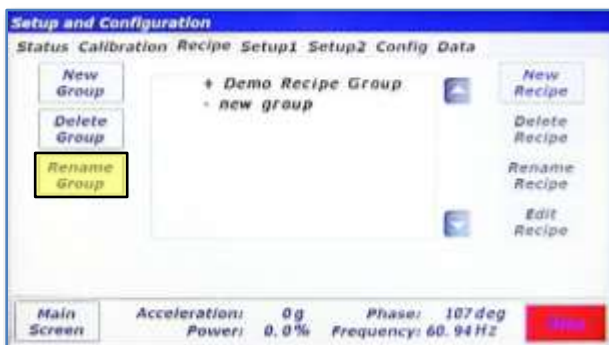 Setup and Configuration
Status Calibration Recipe Setup1 Setup2 Config Data
New
Group
+ Demo Recipe Group
- new group
New
Recipe
Delete
Group
Delete
Recipe
Rename
Group
Rename
Recipe
Edit
Recipe
Main
Screen
Acceleration: 0 g Phase: 107 deg
Power: 0.0% Frequency: 60.94 Hz